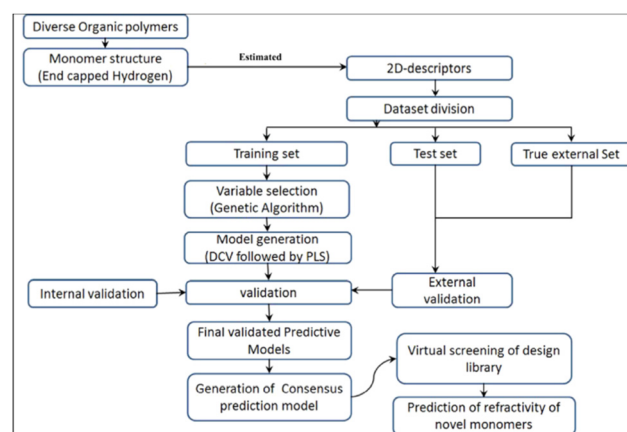 Diverse Organic polymers
Monomer structure
(End capped Hydrogen)
Estimated
2D-descriptors
Dataset division
Training set
Test set
True external Set
Variable selection
(Genetic Algorithm)
Model generation
(DCV followed by PLS)
Internal validation
validation
External
validation
Final validated Predictive
Models
Generation of Consensus
prediction model
Virtual screening of design
library
Prediction of refractivity of
novel monomers